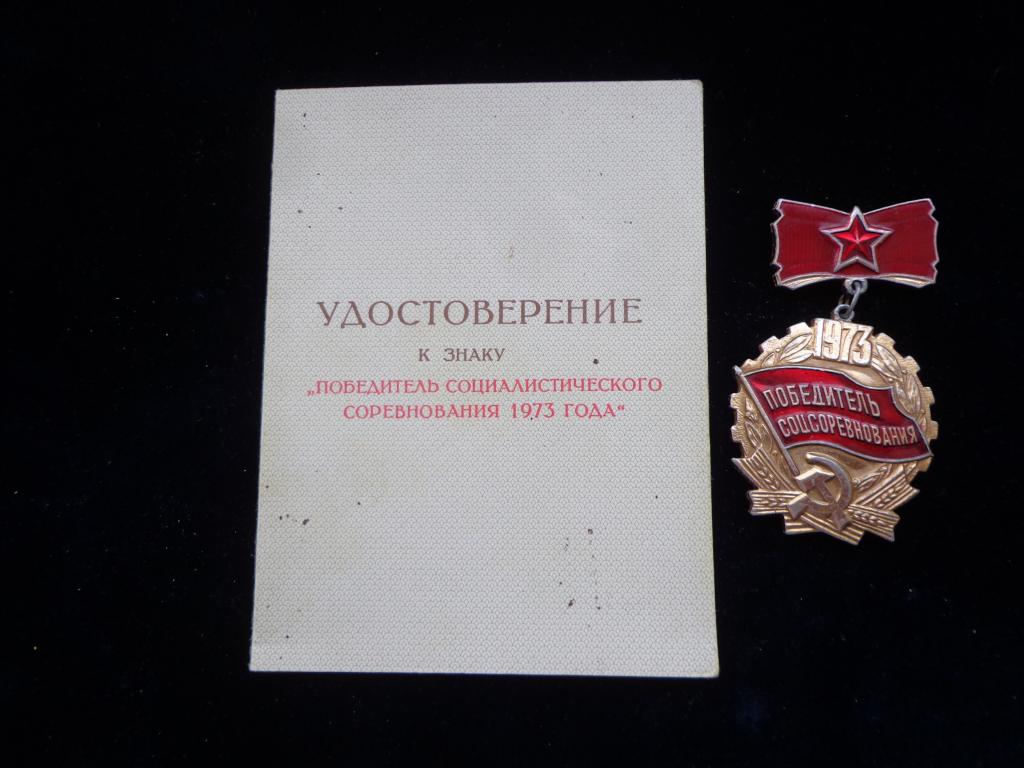 УДОСТОВЕРЕНИЕ
К ЗНАКУ
„ПОБЕДИТЕЛЬ СОЦИАЛИСТИЧЕСКОГО
СОРЕВНОВАНИЯ 1973 ГОДА“
1973
ПОБЕДИТЕЛЬ
СОЦСОРЕВНОВАНИЯ